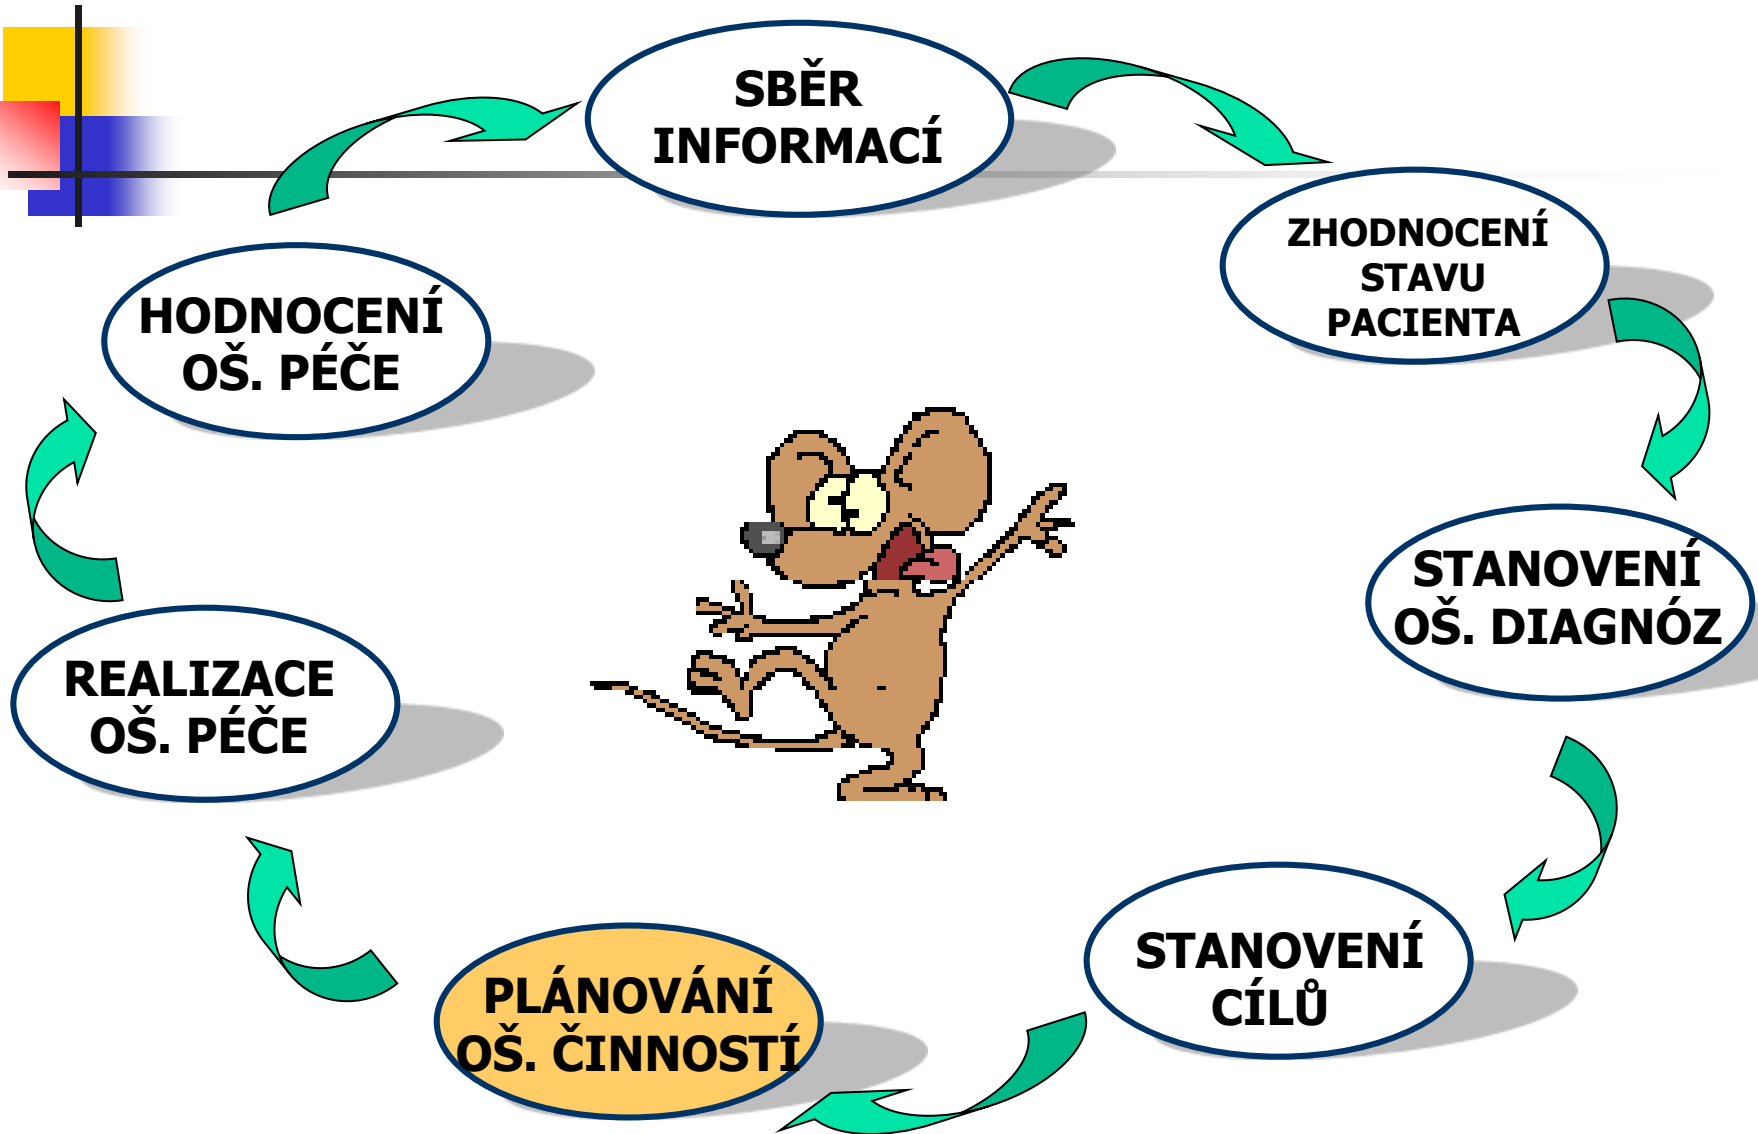 SBĚR
INFORMACÍ
ZHODNOCENÍ
STAVU
PACIENTA
STANOVENÍ
OŠ. DIAGNÓZ
STANOVENÍ
CÍLŮ
PLÁNOVÁNÍ
OŠ. ČINNOSTÍ
REALIZACE
OŠ. PÉČE
HODNOCENÍ
OŠ. PÉČE